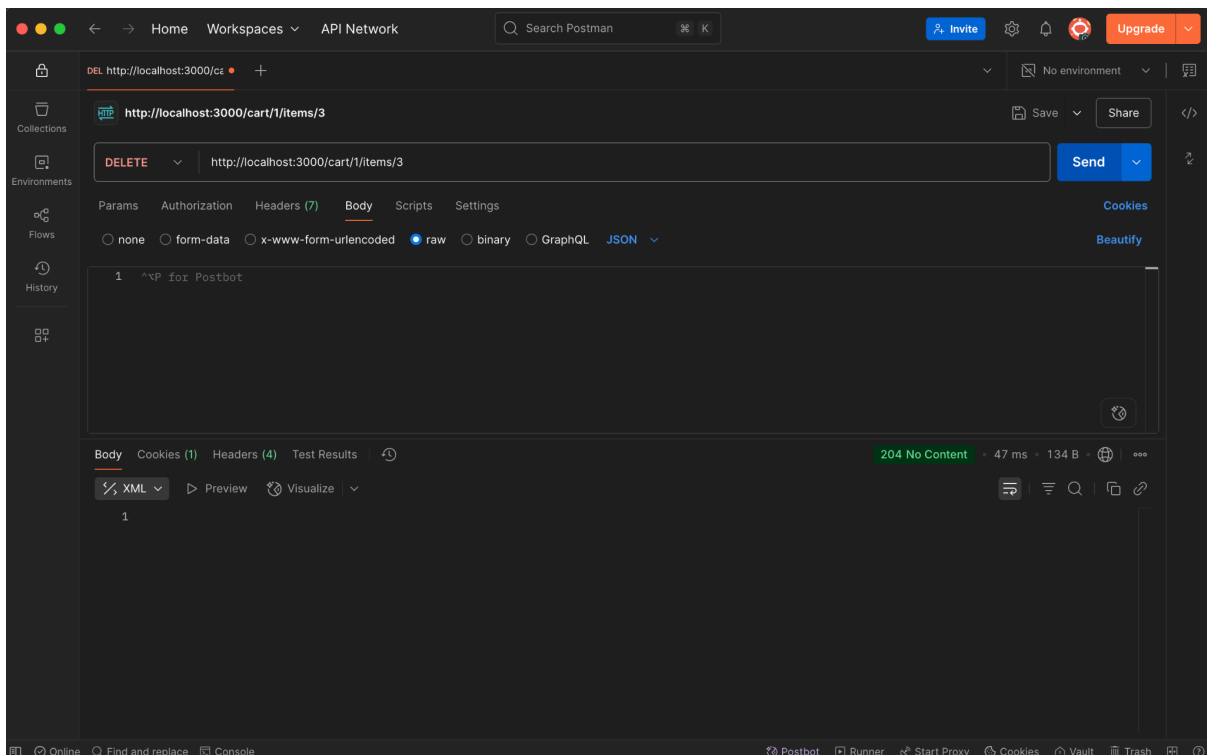 Home Workspaces API Network Search Postman ⌘ K Invite Upgrade
DEL http://localhost:3000/ca No environment
HTTP http://localhost:3000/cart/1/items/3 Save Share
Collections
DELETE http://localhost:3000/cart/1/items/3 Send
Environments
Params Authorization Headers (7) Body Scripts Settings Cookies
none form-data x-www-form-urlencoded raw binary GraphQL JSON Beautify
Flows
1 ^⌥P for Postbot
History
Body Cookies (1) Headers (4) Test Results 204 No Content • 47 ms • 134 B
XML Preview Visualize
1
Online Find and replace Console Postbot Runner Start Proxy Cookies Vault Trash